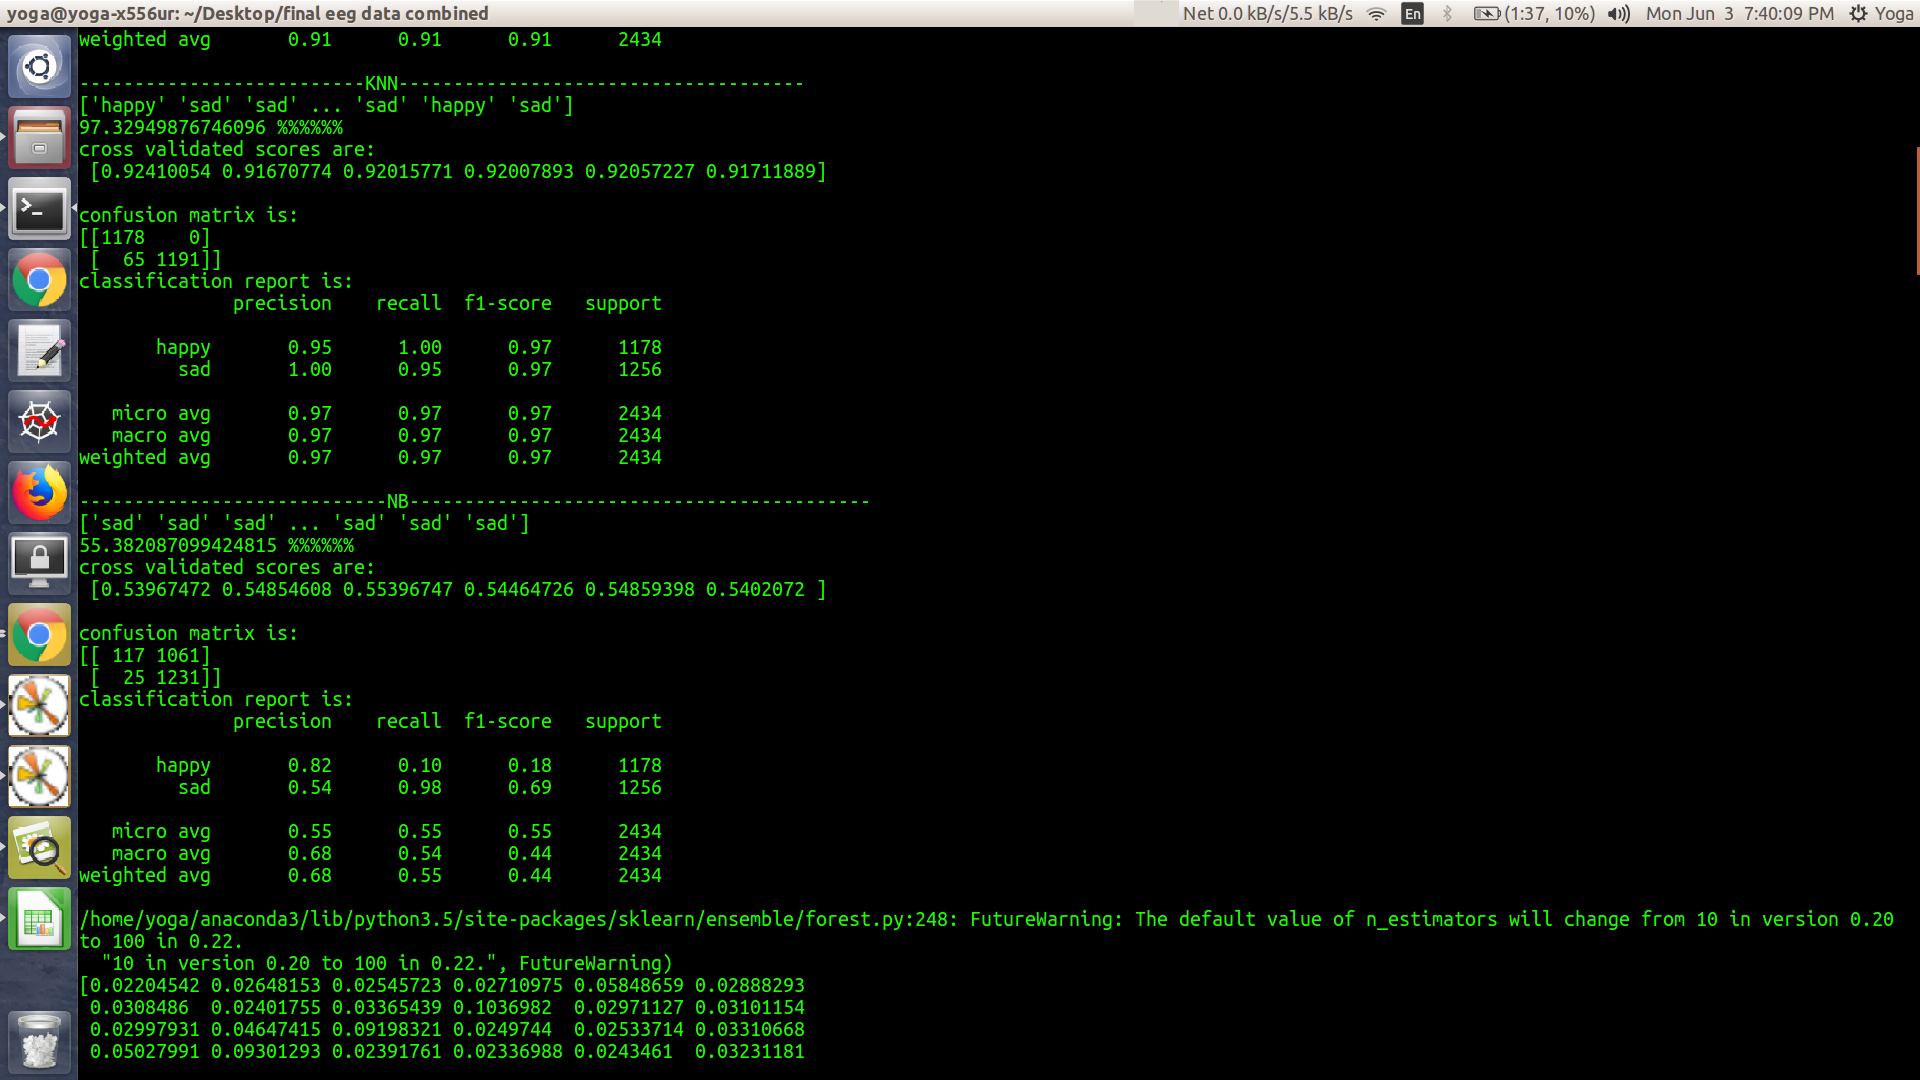 yoga@yoga-x556ur: ~/Desktop/final eeg data combined Net 0.0 kB/s/5.5 kB/s En (1:37, 10%) Mon Jun 3 7:40:09 PM Yoga
weighted avg       0.91      0.91      0.91      2434
--------------------------KNN-------------------------------------
['happy' 'sad' 'sad' ... 'sad' 'happy' 'sad']
97.32949876746096 %%%%%%
cross validated scores are:
 [0.92410054 0.91670774 0.92015771 0.92007893 0.92057227 0.91711889]
confusion matrix is:
[[1178    0]
 [  65 1191]]
classification report is:
              precision    recall  f1-score   support
       happy       0.95      1.00      0.97      1178
         sad       1.00      0.95      0.97      1256
   micro avg       0.97      0.97      0.97      2434
   macro avg       0.97      0.97      0.97      2434
weighted avg       0.97      0.97      0.97      2434
----------------------------NB------------------------------------------
['sad' 'sad' 'sad' ... 'sad' 'sad' 'sad']
55.382087099424815 %%%%%%
cross validated scores are:
 [0.53967472 0.54854608 0.55396747 0.54464726 0.54859398 0.5402072 ]
confusion matrix is:
[[ 117 1061]
 [  25 1231]]
classification report is:
              precision    recall  f1-score   support
       happy       0.82      0.10      0.18      1178
         sad       0.54      0.98      0.69      1256
   micro avg       0.55      0.55      0.55      2434
   macro avg       0.68      0.54      0.44      2434
weighted avg       0.68      0.55      0.44      2434
/home/yoga/anaconda3/lib/python3.5/site-packages/sklearn/ensemble/forest.py:248: FutureWarning: The default value of n_estimators will change from 10 in version 0.20
to 100 in 0.22.
  "10 in version 0.20 to 100 in 0.22.", FutureWarning)
[0.02204542 0.02648153 0.02545723 0.02710975 0.05848659 0.02888293
 0.0308486  0.02401755 0.03365439 0.1036982  0.02971127 0.03101154
 0.02997931 0.04647415 0.09198321 0.0249744  0.02533714 0.03310668
 0.05027991 0.09301293 0.02391761 0.02336988 0.0243461  0.03231181